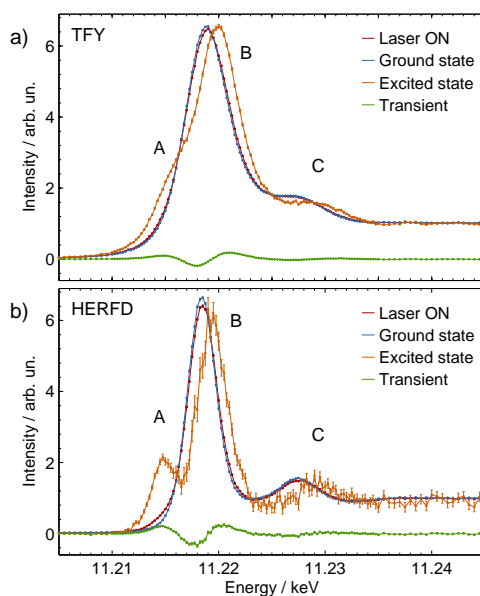 a)
TFY
B
Laser ON
Ground state
Excited state
Transient
A
C
Intensity / arb. un.
6
4
2
0
b)
HERFD
B
Laser ON
Ground state
Excited state
Transient
A
C
Intensity / arb. un.
6
4
2
0
11.21
11.22
11.23
11.24
Energy / keV